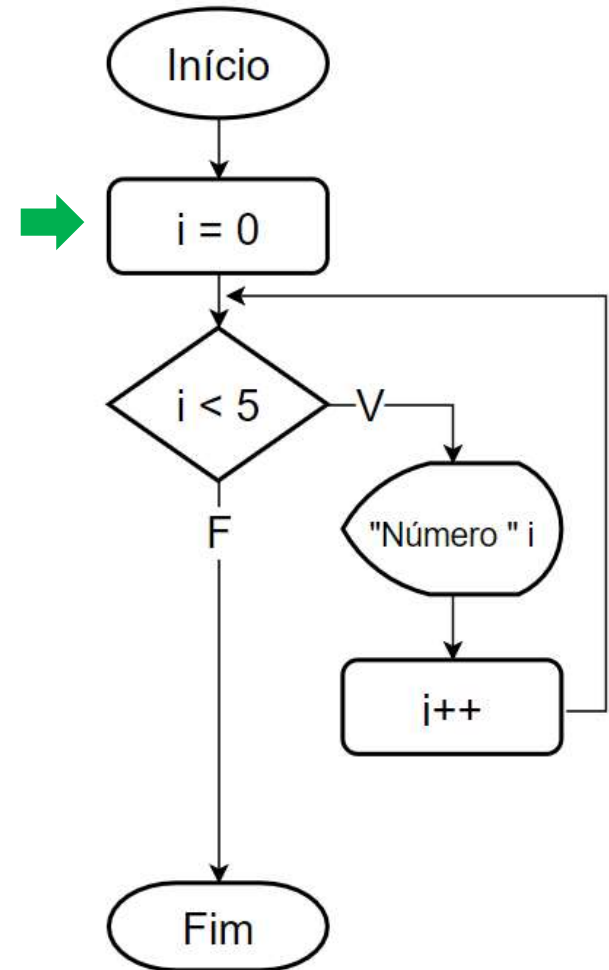 Início
i = 0
i < 5
V
F
"Número " i
i++
Fim